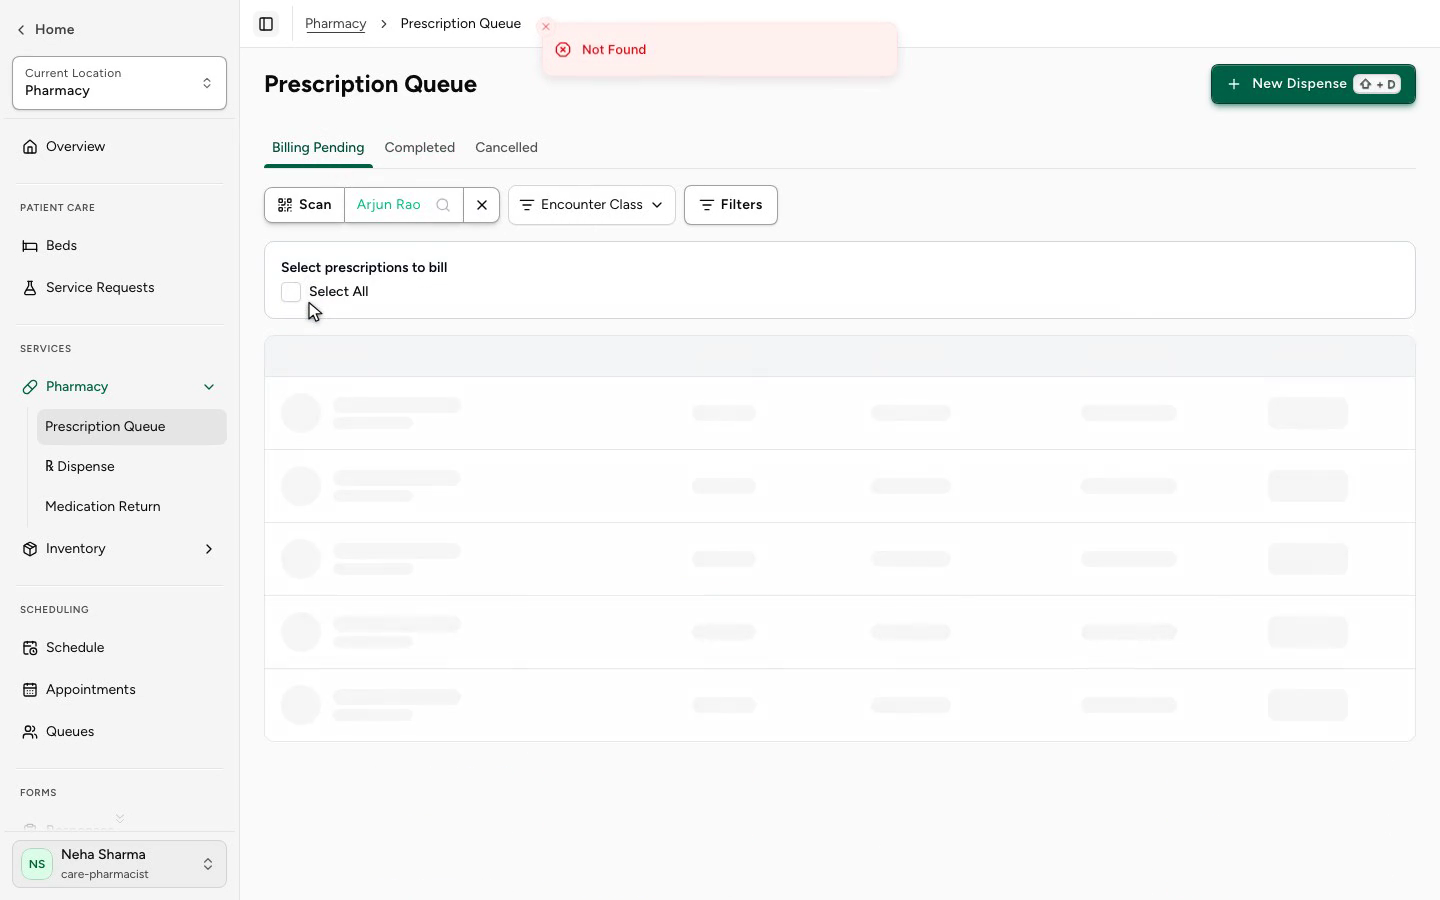 Home
Current Location
Pharmacy
Overview
PATIENT CARE
Beds
Service Requests
SERVICES
Pharmacy
Prescription Queue
℞ Dispense
Medication Return
Inventory
SCHEDULING
Schedule
Appointments
Queues
FORMS
Responses
NS
Neha Sharma
care-pharmacist
Pharmacy
Prescription Queue
Not Found
Prescription Queue
New Dispense ⇧ + D
Billing Pending
Completed
Cancelled
Scan
Arjun Rao
Encounter Class
Filters
Select prescriptions to bill
Select All